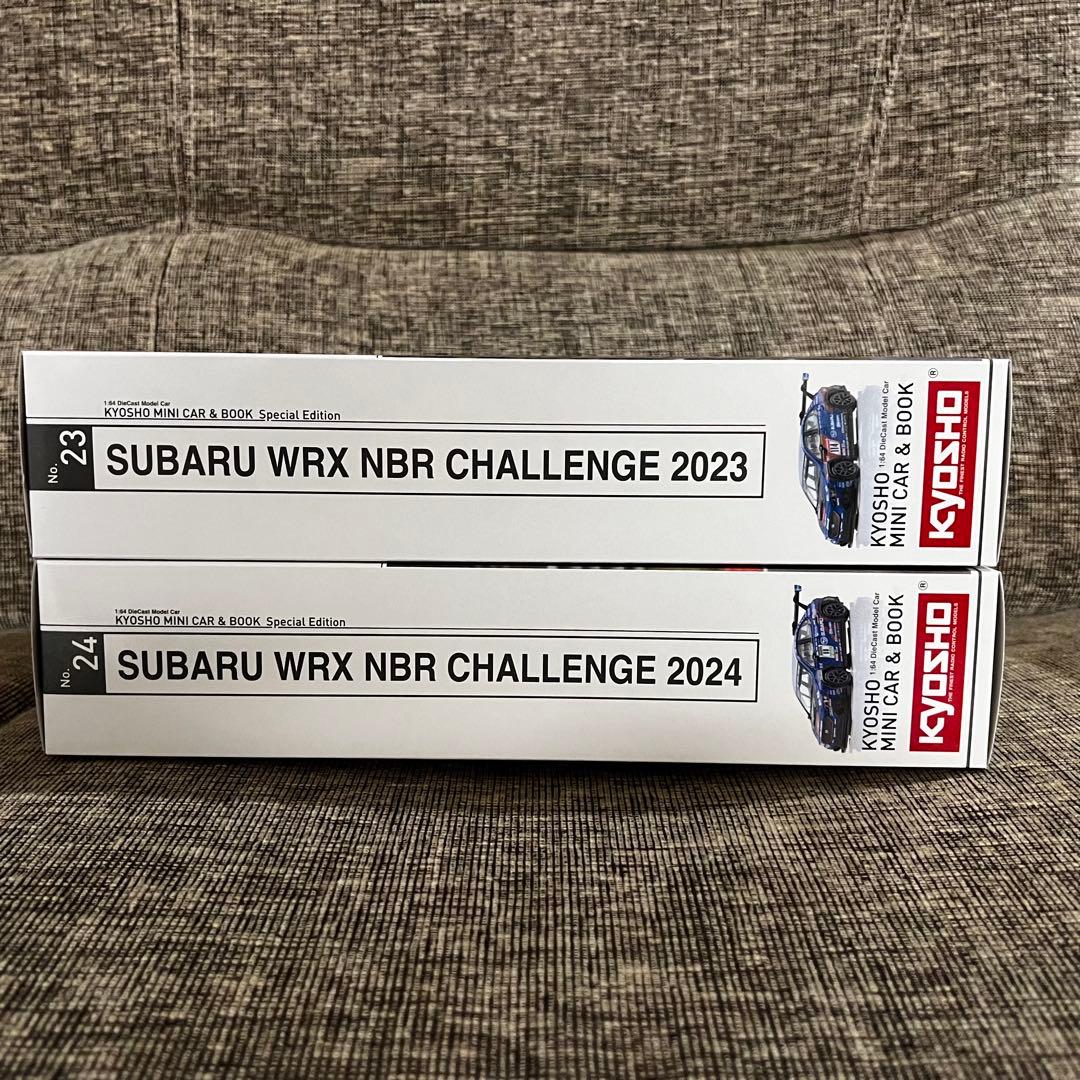 1:64 DieCast Model Car
KYOSHO MINI CAR & BOOK Special Edition
No. 23
SUBARU WRX NBR CHALLENGE 2023
KYOSHO 1:64 DieCast Model Car
MINI CAR & BOOK
KYOSHO ®
THE FINEST RADIO CONTROL MODELS
1:64 DieCast Model Car
KYOSHO MINI CAR & BOOK Special Edition
No. 24
SUBARU WRX NBR CHALLENGE 2024
KYOSHO 1:64 DieCast Model Car
MINI CAR & BOOK
KYOSHO ®
THE FINEST RADIO CONTROL MODELS